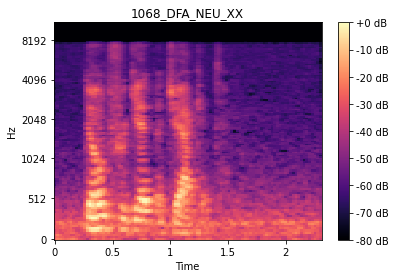 1068_DFA_NEU_XX
8192
4096
2048
1024
512
0
Hz
0
0.5
1
1.5
2
Time
+0 dB
-10 dB
-20 dB
-30 dB
-40 dB
-50 dB
-60 dB
-70 dB
-80 dB